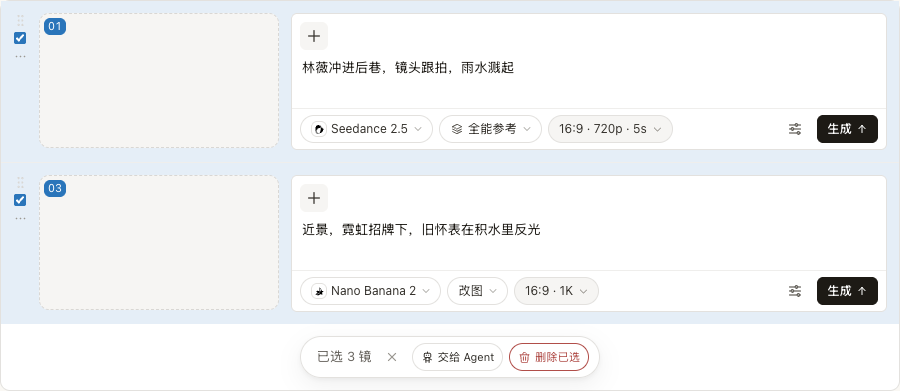 01
林薇冲进后巷，镜头跟拍，雨水溅起
Seedance 2.5 全能参考 16:9 · 720p · 5s 生成 ↑
03
近景，霓虹招牌下，旧怀表在积水里反光
Nano Banana 2 改图 16:9 · 1K 生成 ↑
已选 3 镜 × 交给 Agent 删除已选